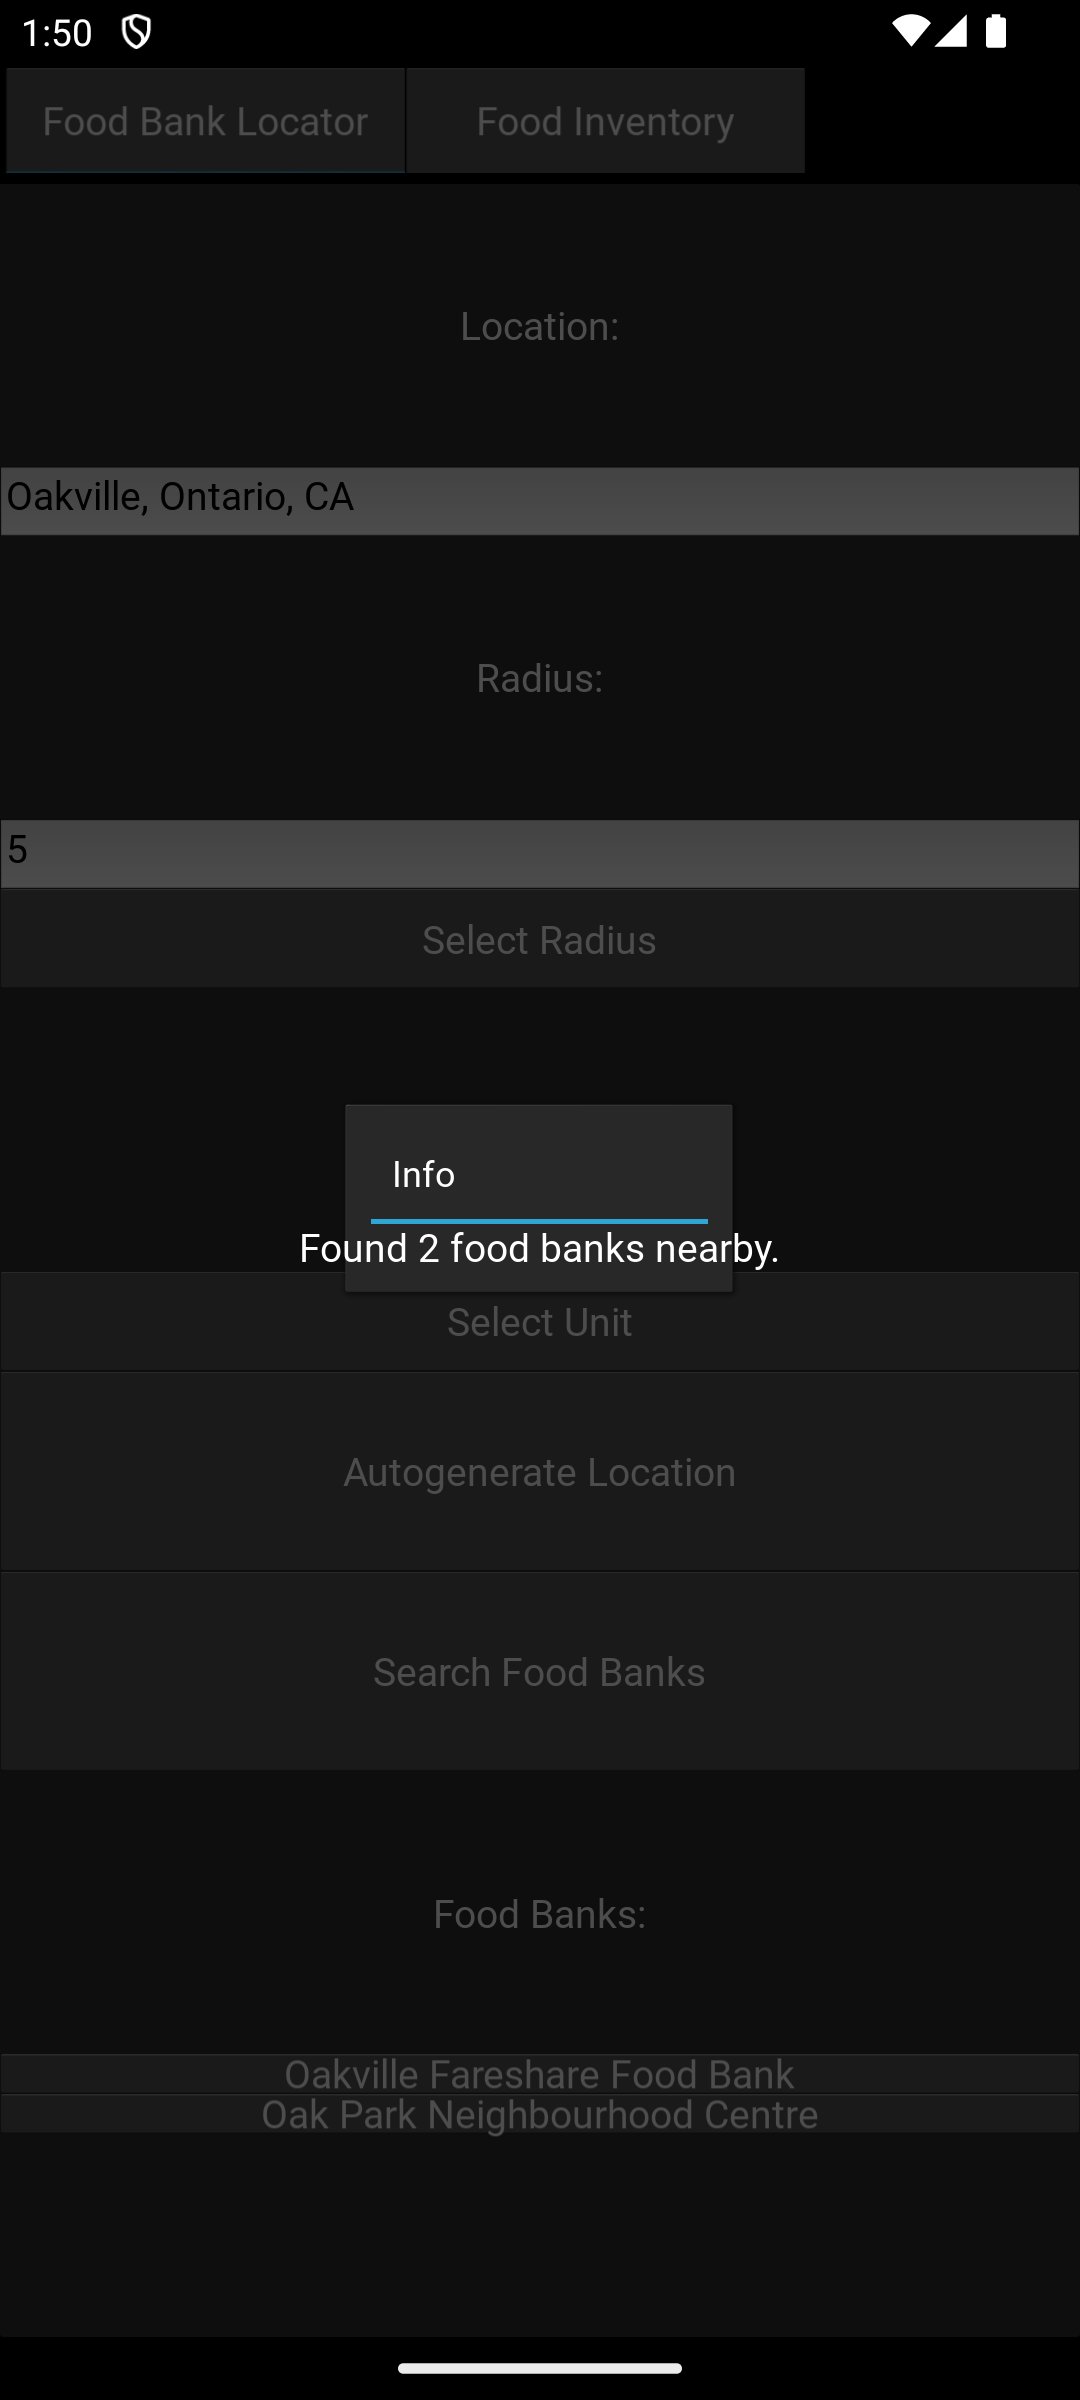 1:50
Food Bank Locator
Food Inventory
Location:
Oakville, Ontario, CA
Radius:
5
Select Radius
Info
Found 2 food banks nearby.
Select Unit
Autogenerate Location
Search Food Banks
Food Banks:
Oakville Fareshare Food Bank
Oak Park Neighbourhood Centre